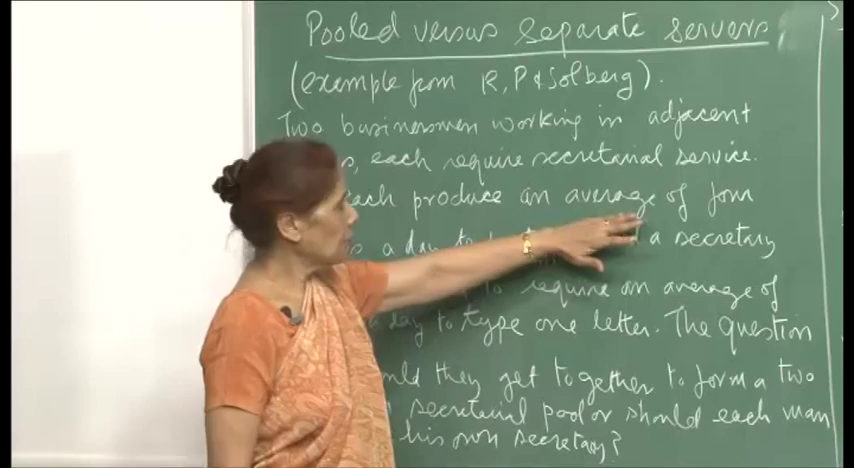 Pooled versus separate servers
(example from R, P & Solberg).
Two businessmen working in adjacent
s, each require secretarial service.
each produce an average of four
s a day to a secretary
to require an average of
day to type one letter. The question
ould they get together to form a two
secretarial pool or should each man
his own secretary?